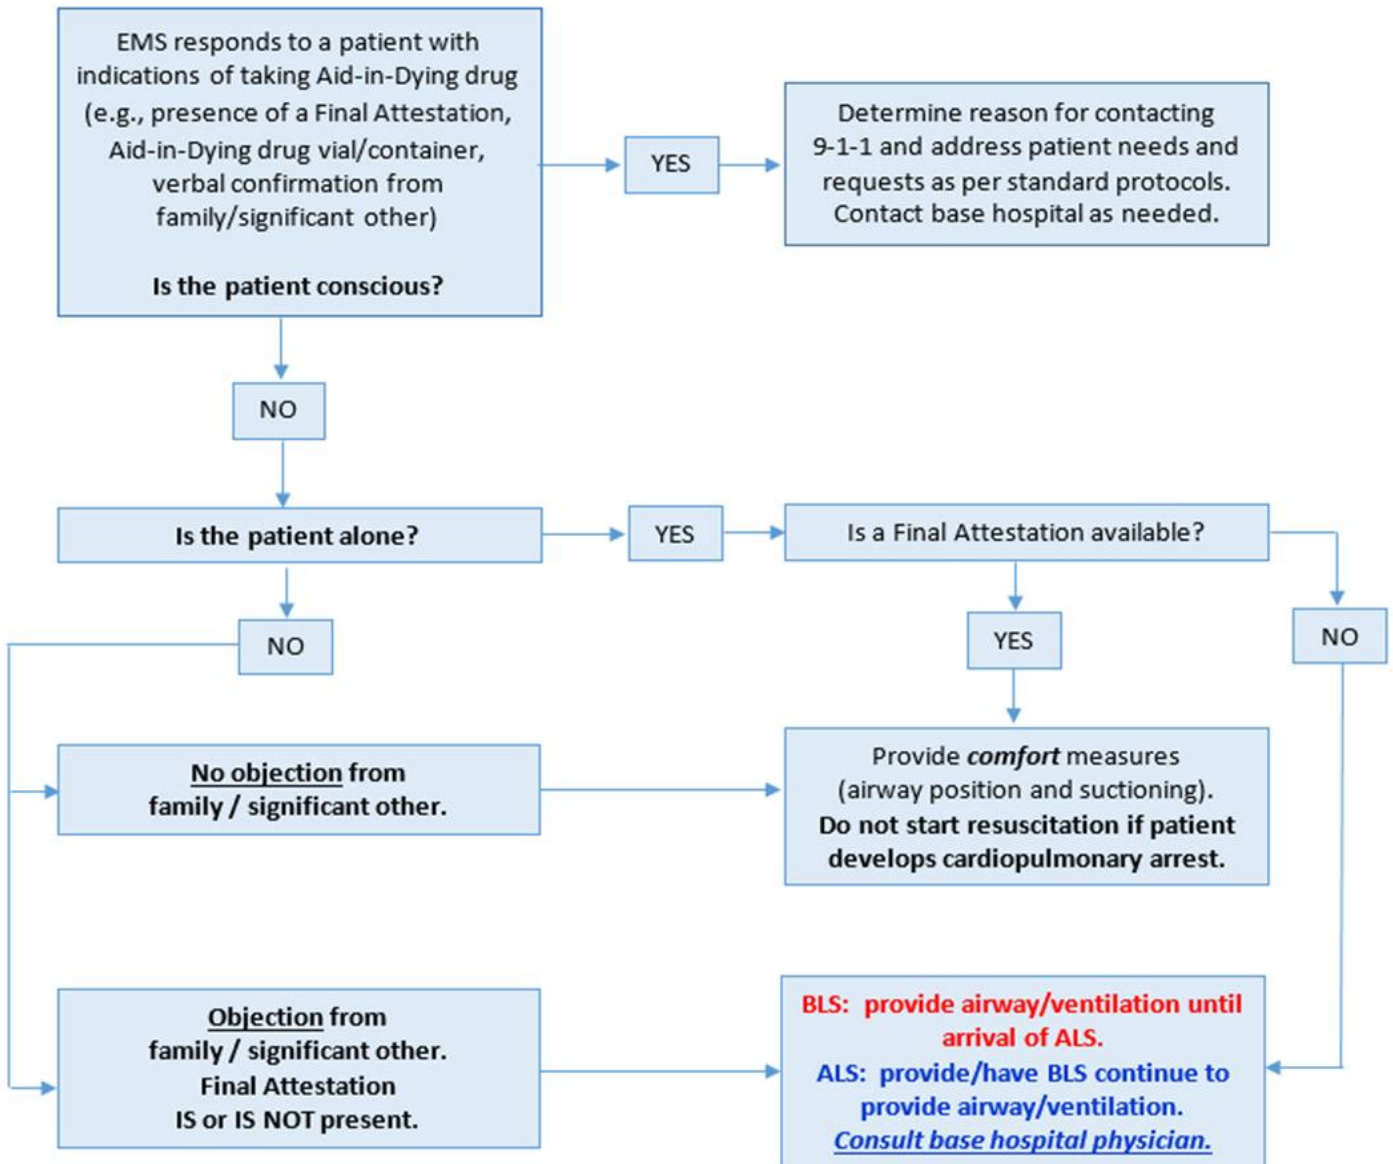 EMS responds to a patient with
indications of taking Aid-in-Dying drug
(e.g., presence of a Final Attestation,
Aid-in-Dying drug vial/container,
verbal confirmation from
family/significant other)
Is the patient conscious?
YES
Determine reason for contacting
9-1-1 and address patient needs and
requests as per standard protocols.
Contact base hospital as needed.
NO
Is the patient alone?
YES
Is a Final Attestation available?
NO
YES
NO
No objection from
family / significant other.
Provide comfort measures
(airway position and suctioning).
Do not start resuscitation if patient
develops cardiopulmonary arrest.
Objection from
family / significant other.
Final Attestation
IS or IS NOT present.
BLS: provide airway/ventilation until
arrival of ALS.
ALS: provide/have BLS continue to
provide airway/ventilation.
Consult base hospital physician.